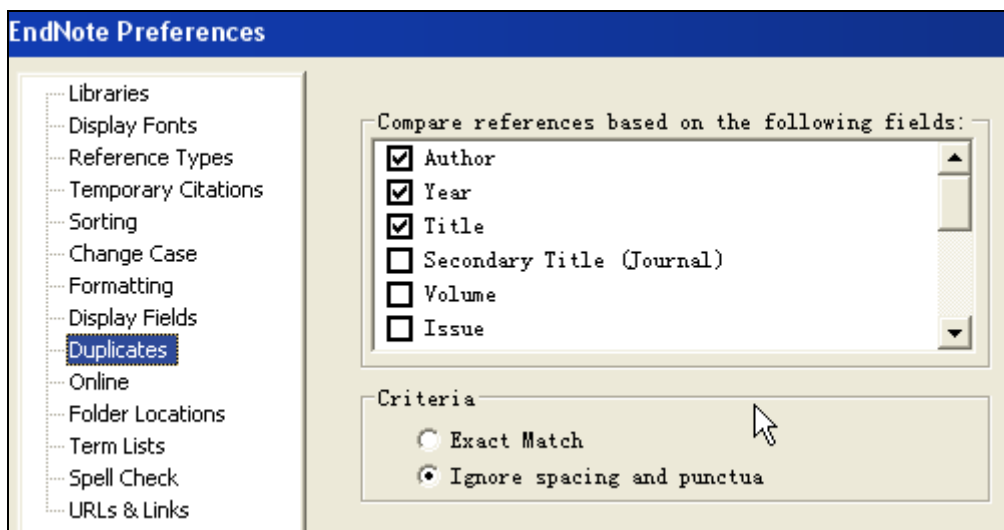 EndNote Preferences
Libraries
Display Fonts
Reference Types
Temporary Citations
Sorting
Change Case
Formatting
Display Fields
Duplicates
Online
Folder Locations
Term Lists
Spell Check
URLs & Links
Compare references based on the following fields:
Author
Year
Title
Secondary Title (Journal)
Volume
Issue
Criteria
Exact Match
Ignore spacing and punctua